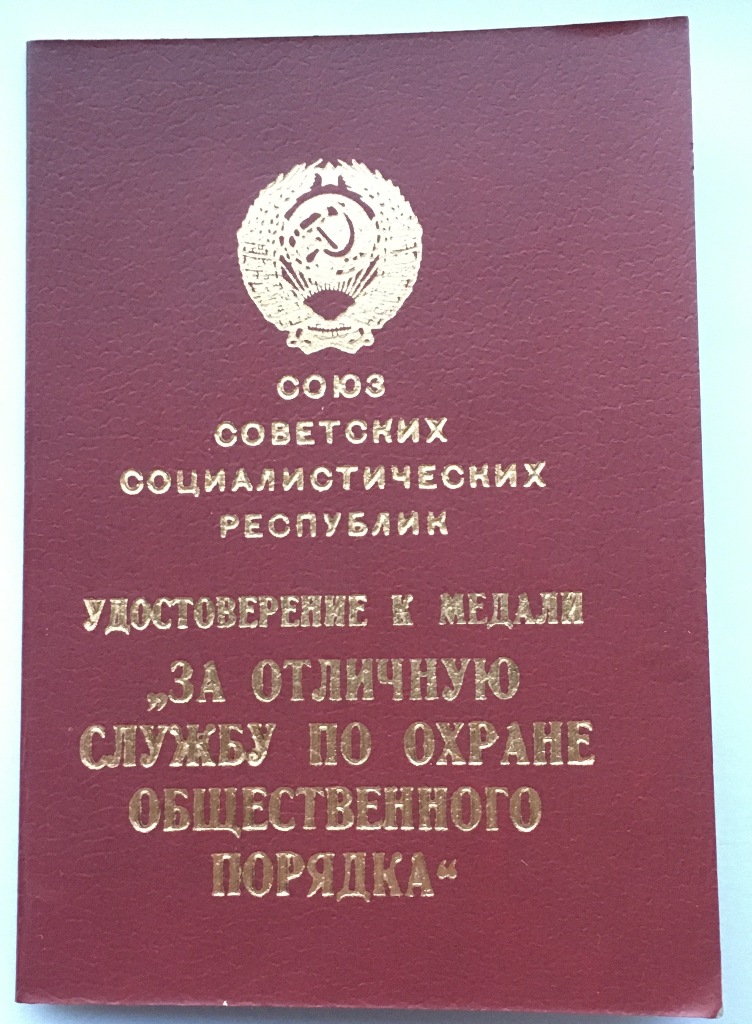 СОЮЗ
СОВЕТСКИХ
СОЦИАЛИСТИЧЕСКИХ
РЕСПУБЛИК
УДОСТОВЕРЕНИЕ К МЕДАЛИ
„ЗА ОТЛИЧНУЮ
СЛУЖБУ ПО ОХРАНЕ
ОБЩЕСТВЕННОГО
ПОРЯДКА“